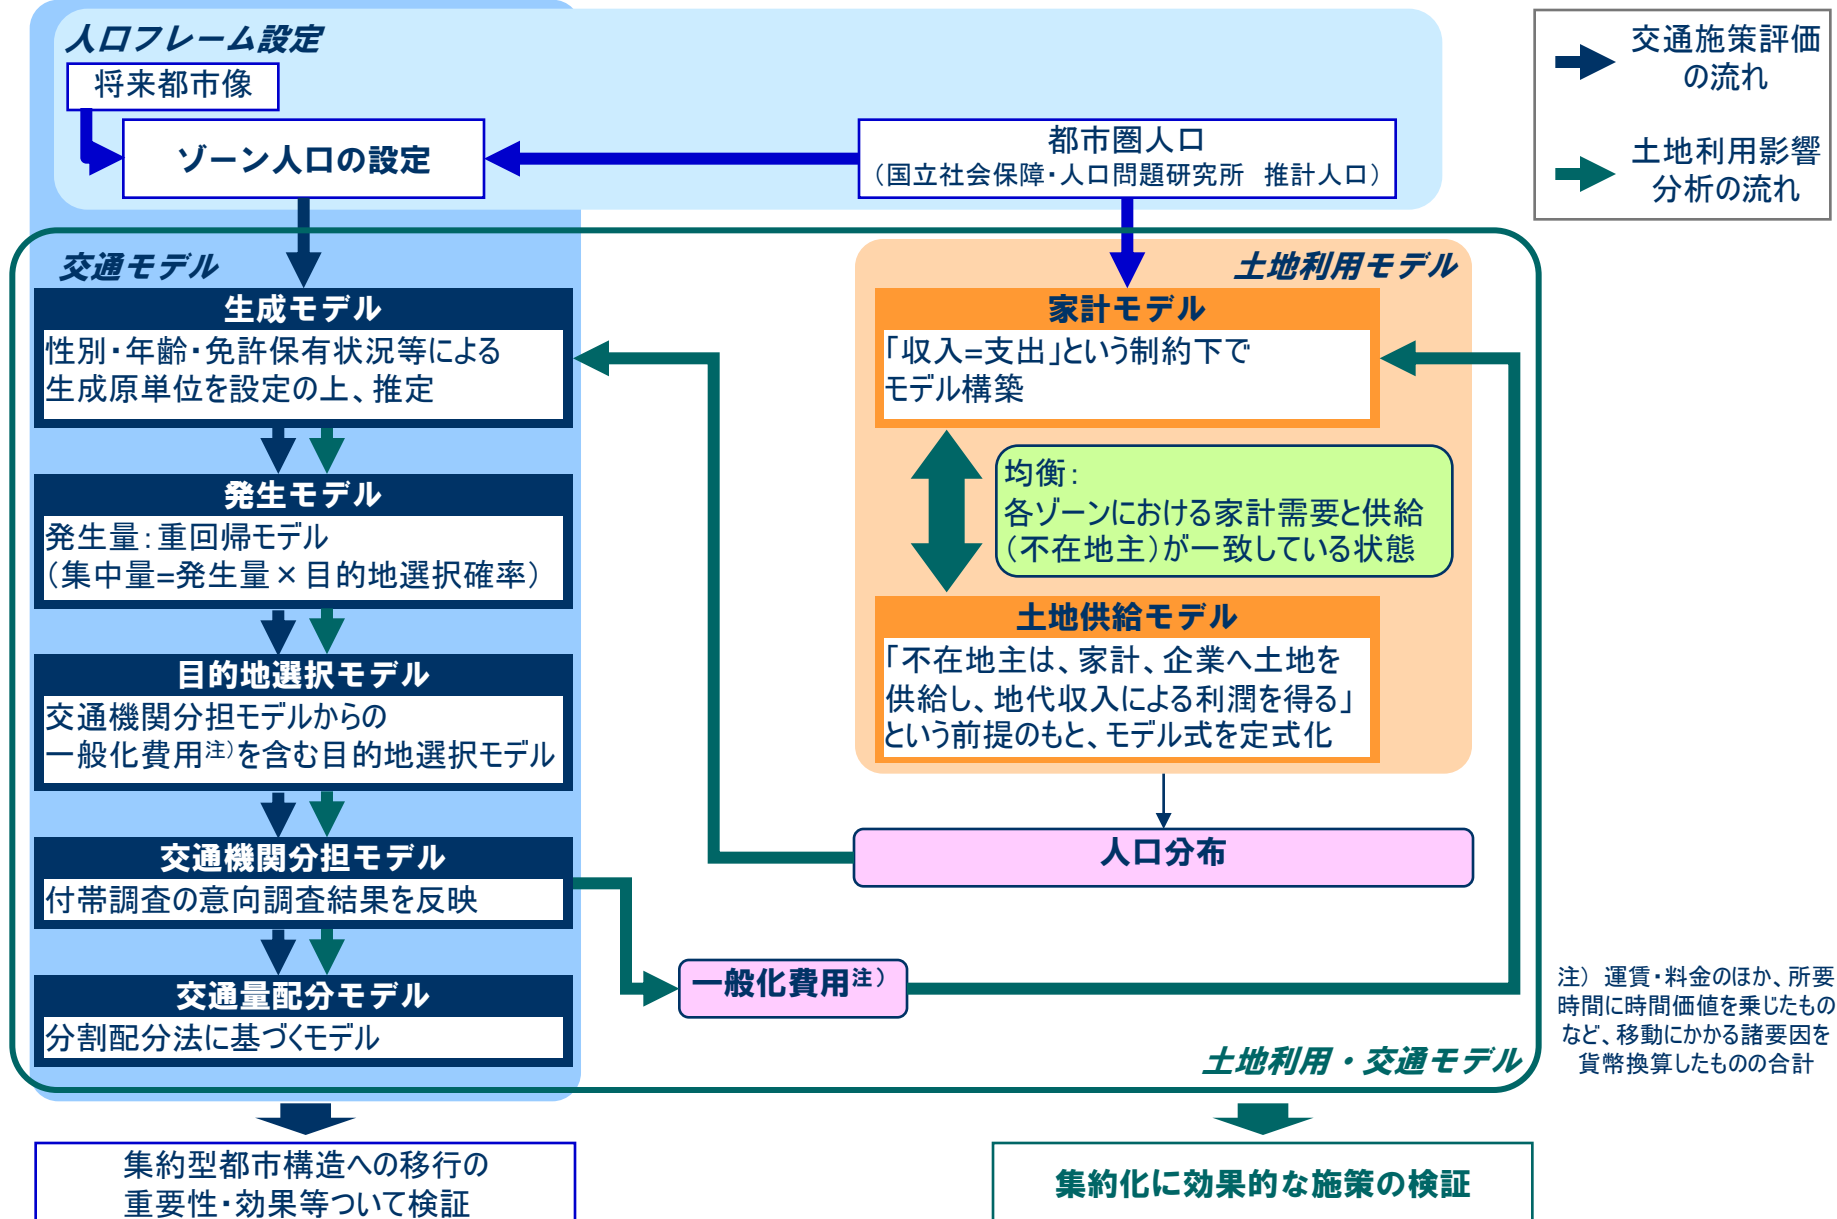 人口フレーム設定
将来都市像
ゾーン人口の設定
都市圏人口
（国立社会保障・人口問題研究所　推計人口）
交通施策評価
の流れ
土地利用影響
分析の流れ
交通モデル
生成モデル
性別・年齢・免許保有状況等による
生成原単位を設定の上、推定
発生モデル
発生量：重回帰モデル
（集中量=発生量×目的地選択確率）
目的地選択モデル
交通機関分担モデルからの
一般化費用注）を含む目的地選択モデル
交通機関分担モデル
付帯調査の意向調査結果を反映
交通量配分モデル
分割配分法に基づくモデル
土地利用モデル
家計モデル
「収入=支出」という制約下で
モデル構築
均衡：
各ゾーンにおける家計需要と供給
（不在地主）が一致している状態
土地供給モデル
「不在地主は、家計、企業へ土地を
供給し、地代収入による利潤を得る」
という前提のもと、モデル式を定式化
人口分布
一般化費用注）
土地利用・交通モデル
注）運賃・料金のほか、所要
時間に時間価値を乗じたもの
など、移動にかかる諸要因を
貨幣換算したものの合計
集約型都市構造への移行の
重要性・効果等ついて検証
集約化に効果的な施策の検証